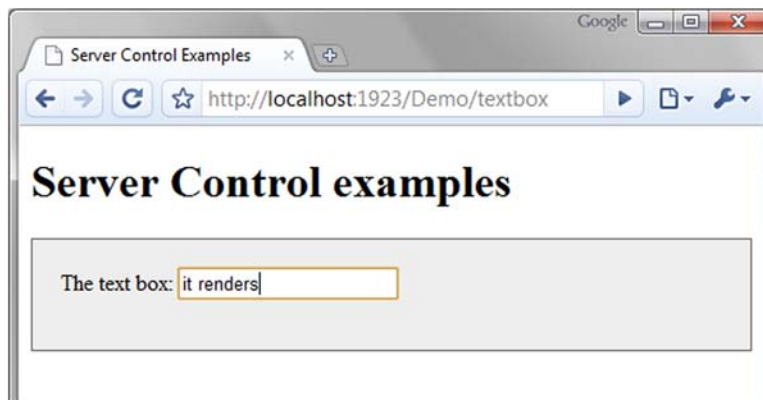 Google
Server Control Examples
http://localhost:1923/Demo/textbox
Server Control examples
The text box: it renders